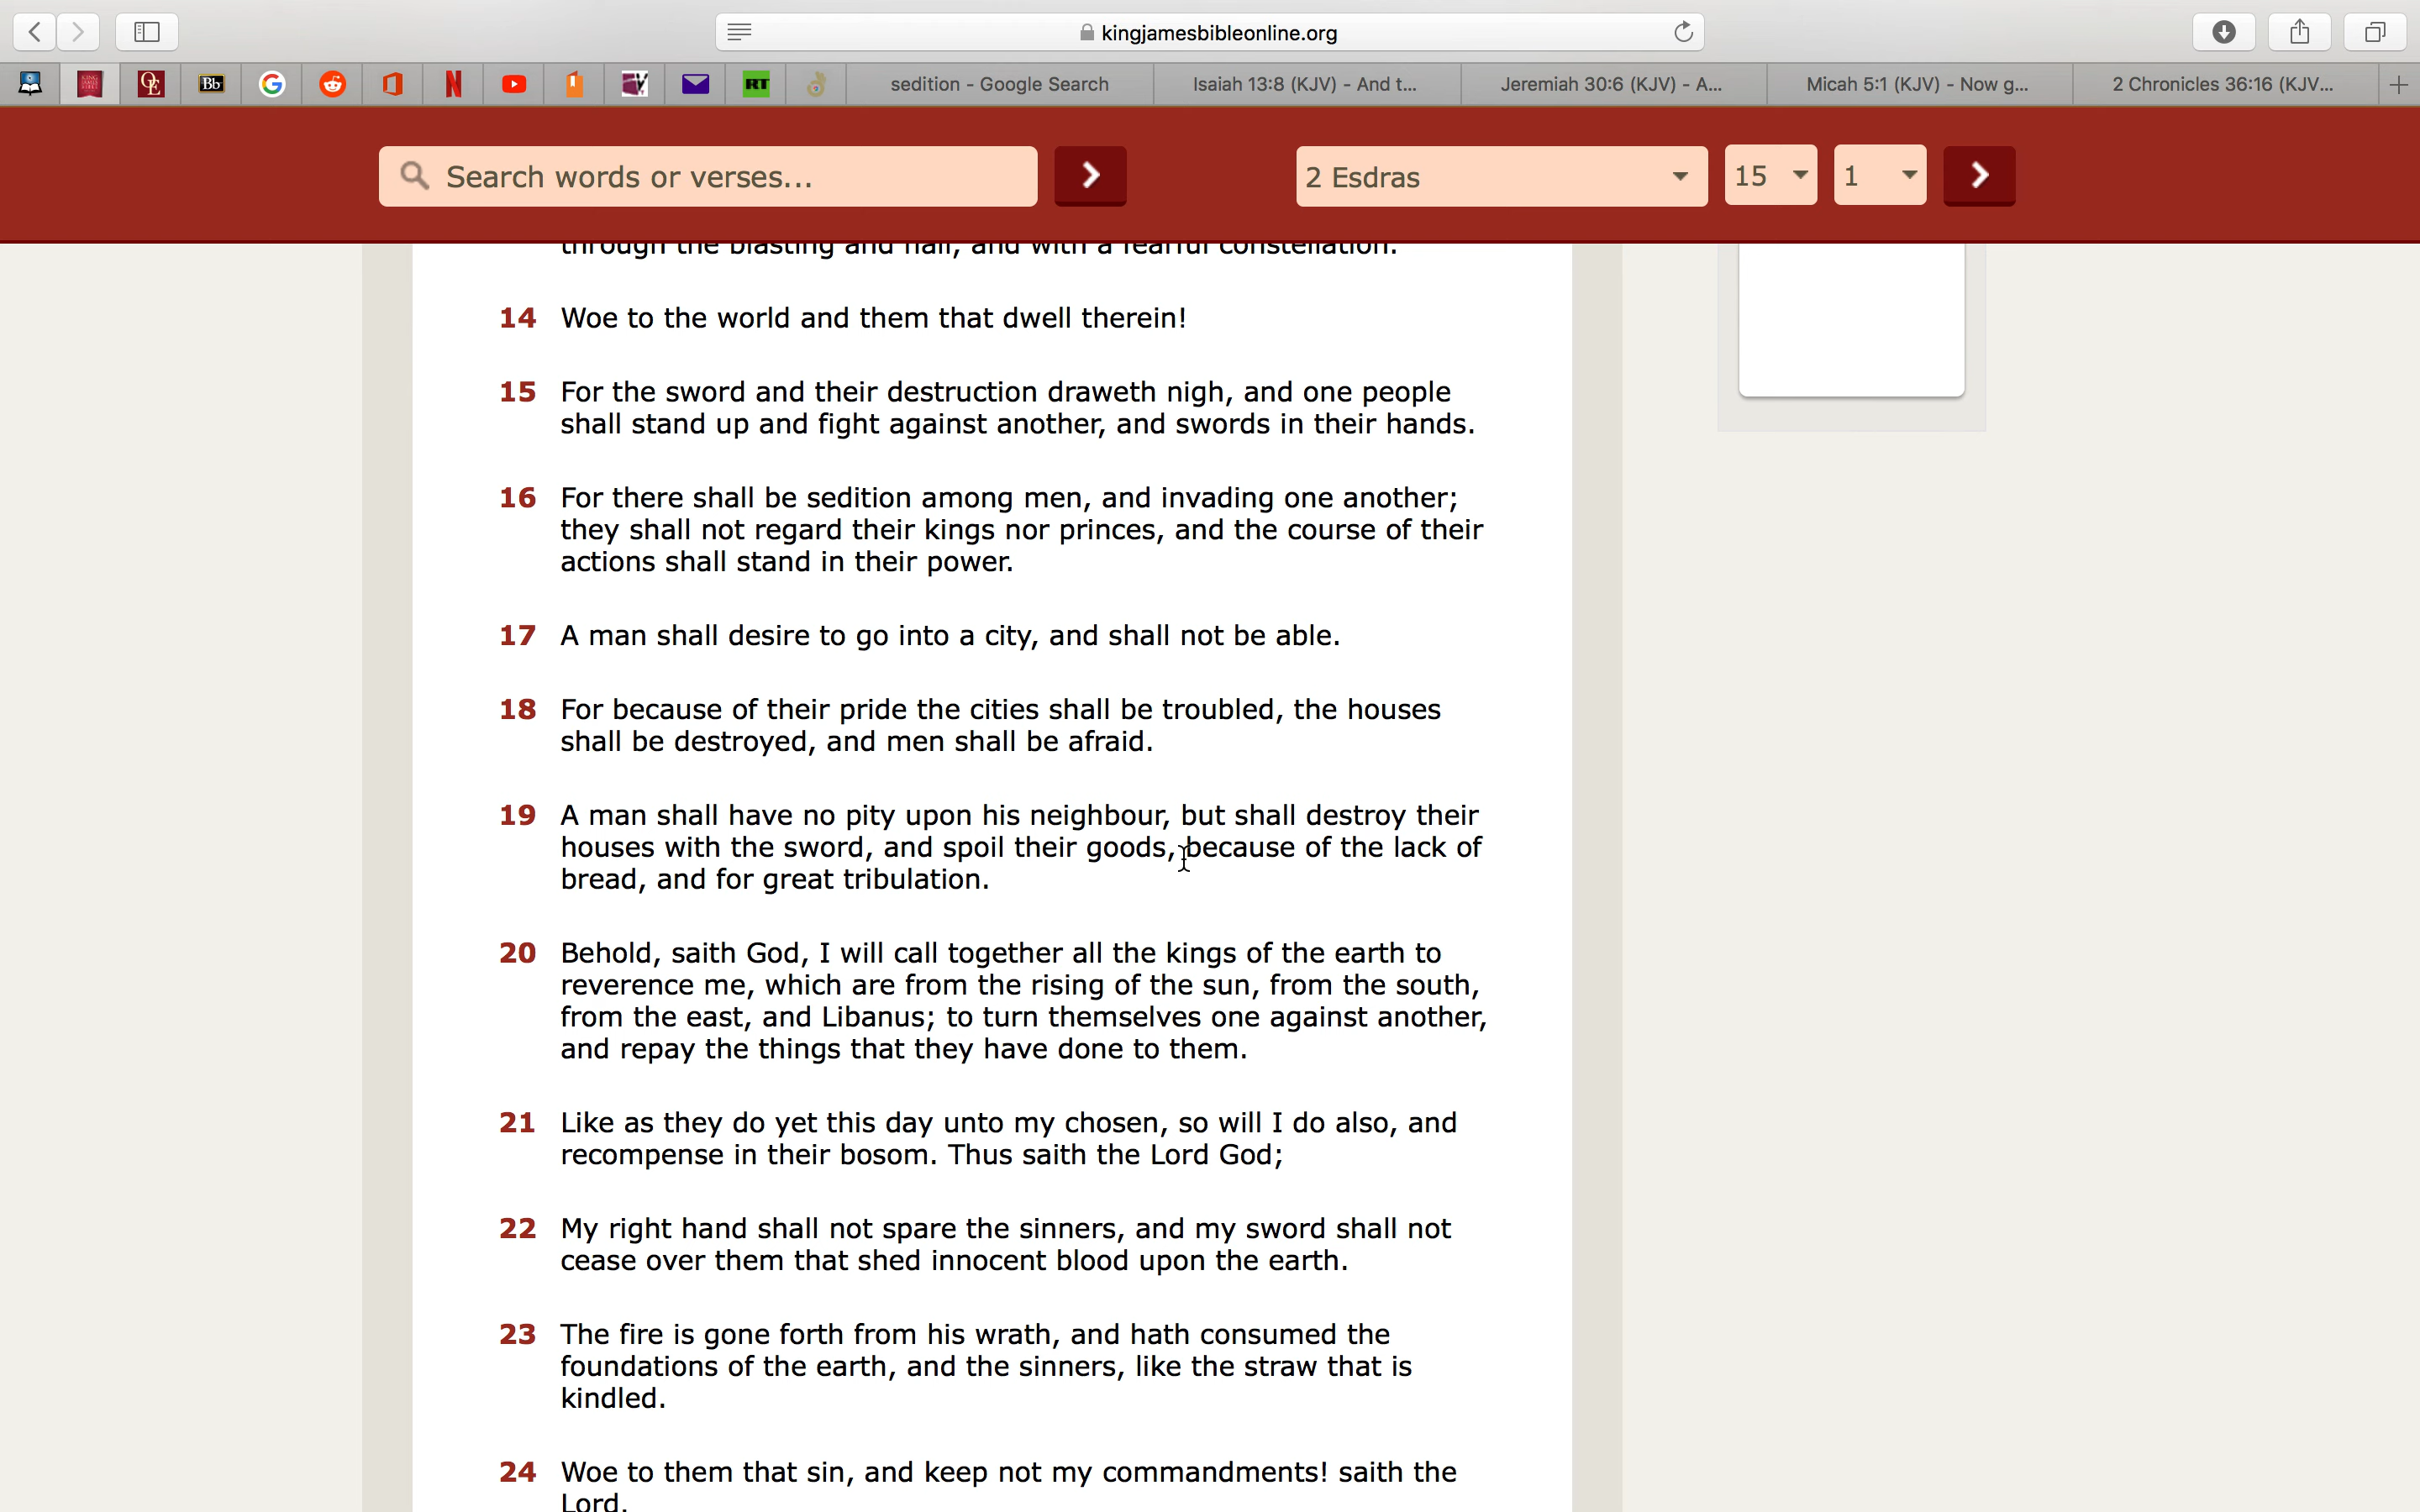 kingjamesbibleonline.org
Bb
RT
sedition - Google Search
Isaiah 13:8 (KJV) - And t...
Jeremiah 30:6 (KJV) - A...
Micah 5:1 (KJV) - Now g...
2 Chronicles 36:16 (KJV...
Search words or verses...
2 Esdras
15
1
through the blasting and hail, and with a fearful constellation.
14 Woe to the world and them that dwell therein!
15 For the sword and their destruction draweth nigh, and one people
shall stand up and fight against another, and swords in their hands.
16 For there shall be sedition among men, and invading one another;
they shall not regard their kings nor princes, and the course of their
actions shall stand in their power.
17 A man shall desire to go into a city, and shall not be able.
18 For because of their pride the cities shall be troubled, the houses
shall be destroyed, and men shall be afraid.
19 A man shall have no pity upon his neighbour, but shall destroy their
houses with the sword, and spoil their goods, because of the lack of
bread, and for great tribulation.
20 Behold, saith God, I will call together all the kings of the earth to
reverence me, which are from the rising of the sun, from the south,
from the east, and Libanus; to turn themselves one against another,
and repay the things that they have done to them.
21 Like as they do yet this day unto my chosen, so will I do also, and
recompense in their bosom. Thus saith the Lord God;
22 My right hand shall not spare the sinners, and my sword shall not
cease over them that shed innocent blood upon the earth.
23 The fire is gone forth from his wrath, and hath consumed the
foundations of the earth, and the sinners, like the straw that is
kindled.
24 Woe to them that sin, and keep not my commandments! saith the
Lord.